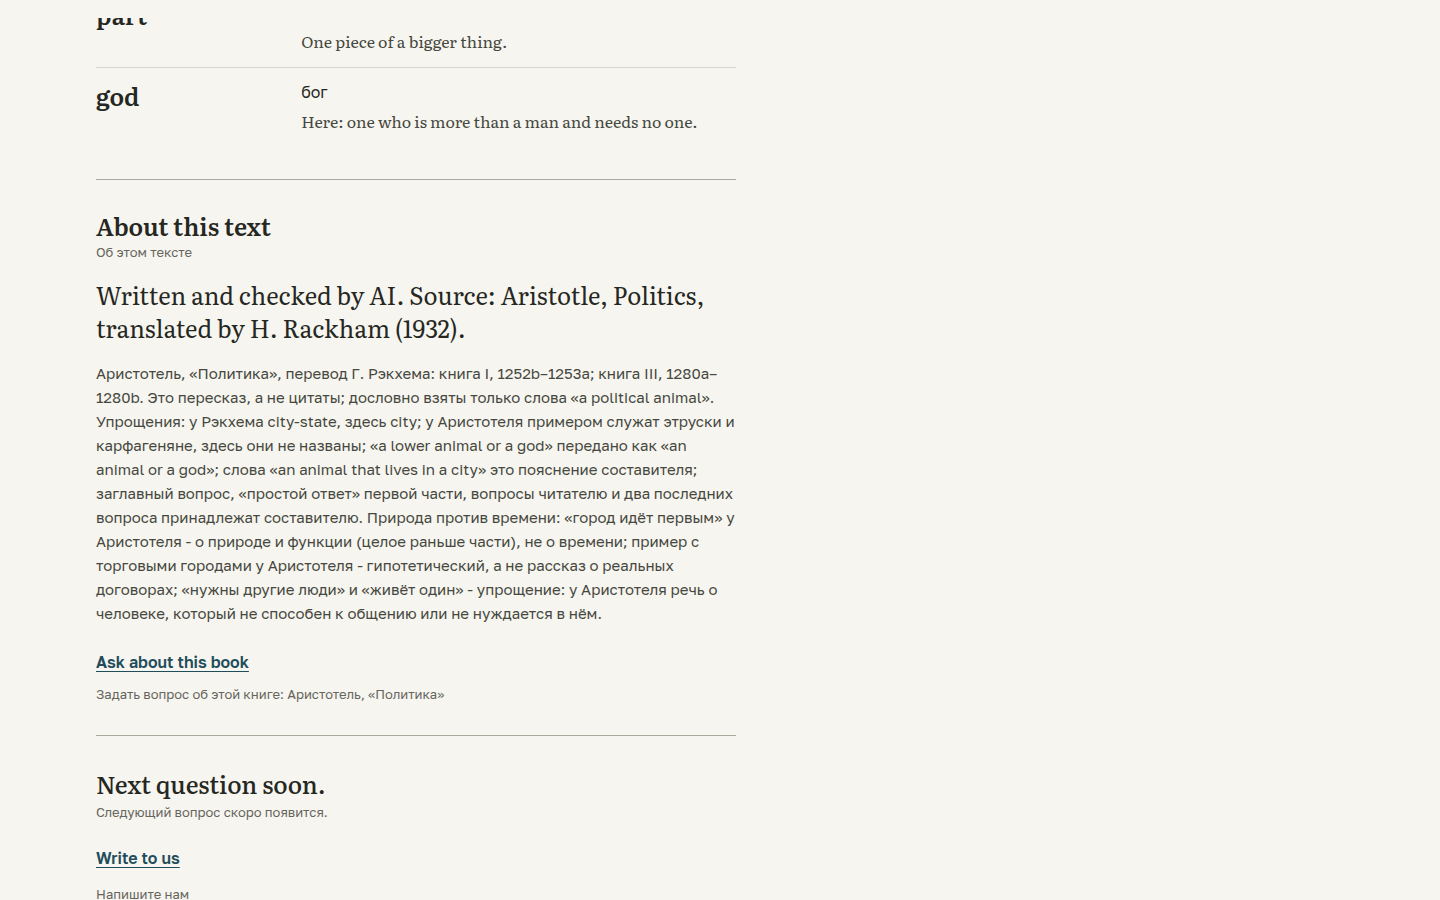 part
One piece of a bigger thing.
god
бог
Here: one who is more than a man and needs no one.
About this text
Об этом тексте
Written and checked by AI. Source: Aristotle, Politics,
translated by H. Rackham (1932).
Аристотель, «Политика», перевод Г. Рэкхема: книга I, 1252b–1253a; книга III, 1280a–
1280b. Это пересказ, а не цитаты; дословно взяты только слова «a political animal».
Упрощения: у Рэкхема city-state, здесь city; у Аристотеля примером служат этруски и
карфагеняне, здесь они не названы; «a lower animal or a god» передано как «an
animal or a god»; слова «an animal that lives in a city» это пояснение составителя;
заглавный вопрос, «простой ответ» первой части, вопросы читателю и два последних
вопроса принадлежат составителю. Природа против времени: «город идёт первым» у
Аристотеля - о природе и функции (целое раньше части), не о времени; пример с
торговыми городами у Аристотеля - гипотетический, а не рассказ о реальных
договорах; «нужны другие люди» и «живёт один» - упрощение: у Аристотеля речь о
человеке, который не способен к общению или не нуждается в нём.
Ask about this book
Задать вопрос об этой книге: Аристотель, «Политика»
Next question soon.
Следующий вопрос скоро появится.
Write to us
Напишите нам